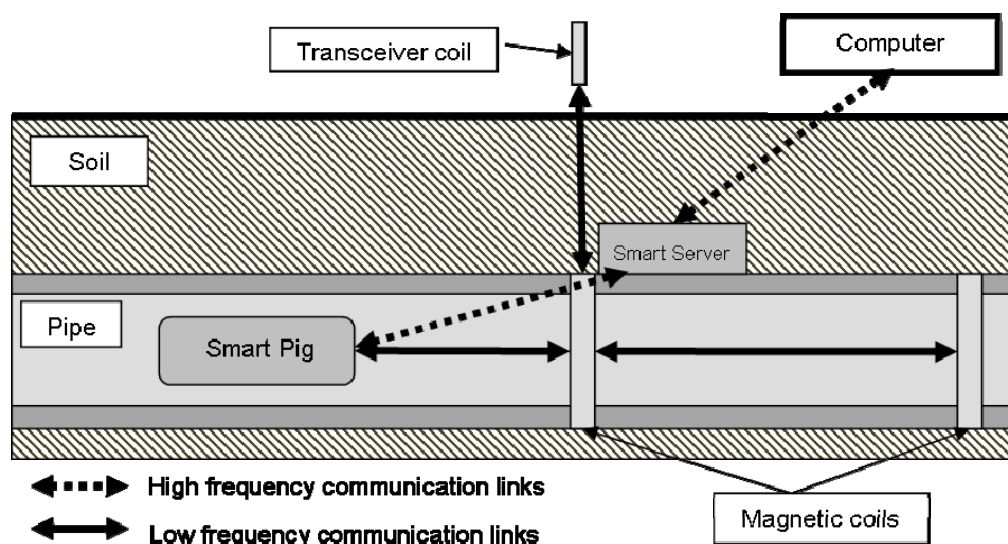 Transceiver coil
Computer
Soil
Smart Server
Pipe
Smart Pig
High frequency communication links
Low frequency communication links
Magnetic coils